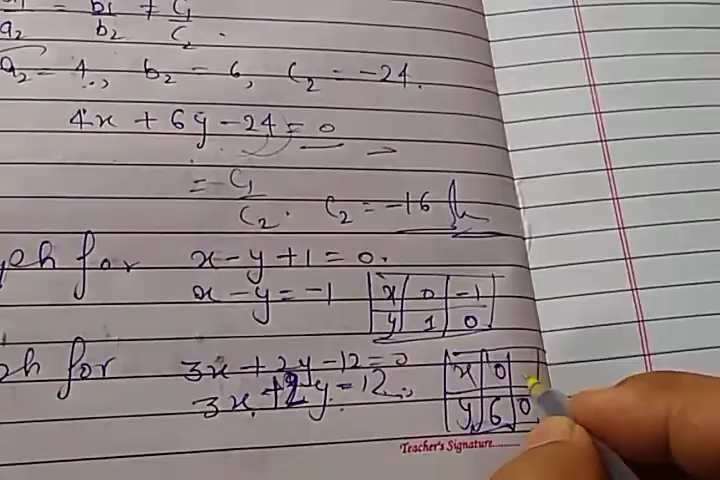 a2 = b1/b2 ≠ c1/c2.
a2 = 4, b2 = 6, c2 = -24.
4x + 6y - 24 = 0
= c1/c2. c2 = -16
for x - y + 1 = 0.
x - y = -1
x 0 -1
y 1 0
for 3x + 2y - 12 = 0
3x + 2y = 12.
x 0
y 6 0
Teacher's Signature.........